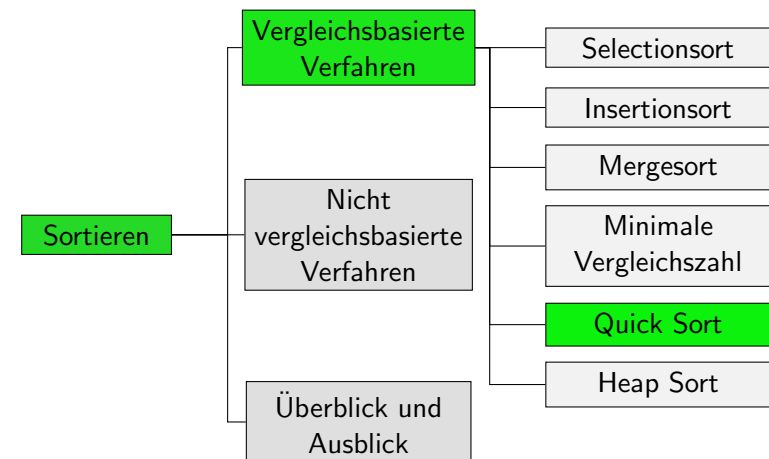 Sortieren
Vergleichsbasierte
Verfahren
Nicht
vergleichsbasierte
Verfahren
Überblick und
Ausblick
Selectionsort
Insertionsort
Mergesort
Minimale
Vergleichszahl
Quick Sort
Heap Sort